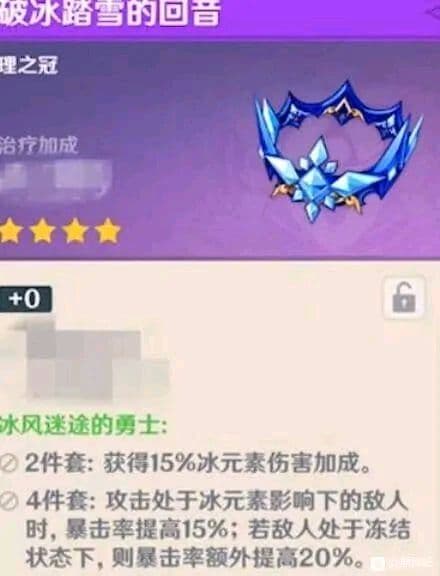 破冰踏雪的回音
理之冠
治疗加成
+0
冰风迷途的勇士:
2件套: 获得15%冰元素伤害加成。
4件套: 攻击处于冰元素影响下的敌人
时, 暴击率提高15%; 若敌人处于冻结
状态下, 则暴击率额外提高20%。